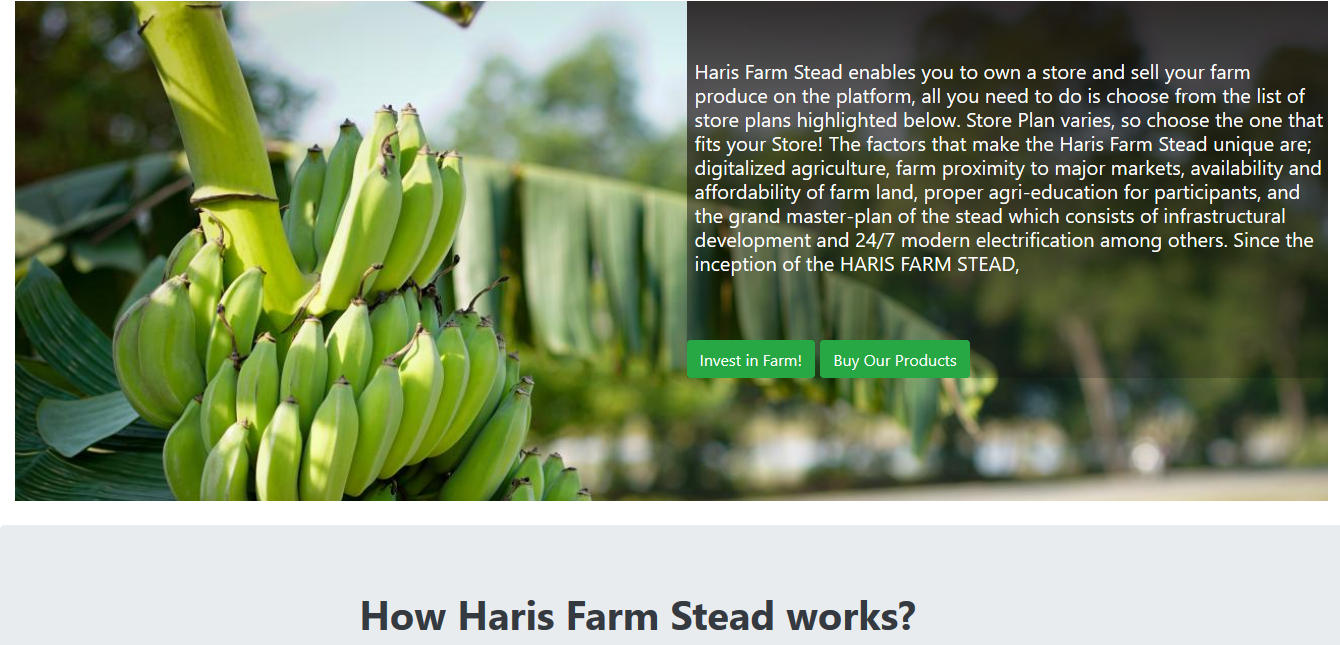 Haris Farm Stead enables you to own a store and sell your farm
produce on the platform, all you need to do is choose from the list of
store plans highlighted below. Store Plan varies, so choose the one that
fits your Store! The factors that make the Haris Farm Stead unique are;
digitalized agriculture, farm proximity to major markets, availability and
affordability of farm land, proper agri-education for participants, and
the grand master-plan of the stead which consists of infrastructural
development and 24/7 modern electrification among others. Since the
inception of the HARIS FARM STEAD,
Invest in Farm! Buy Our Products
How Haris Farm Stead works?